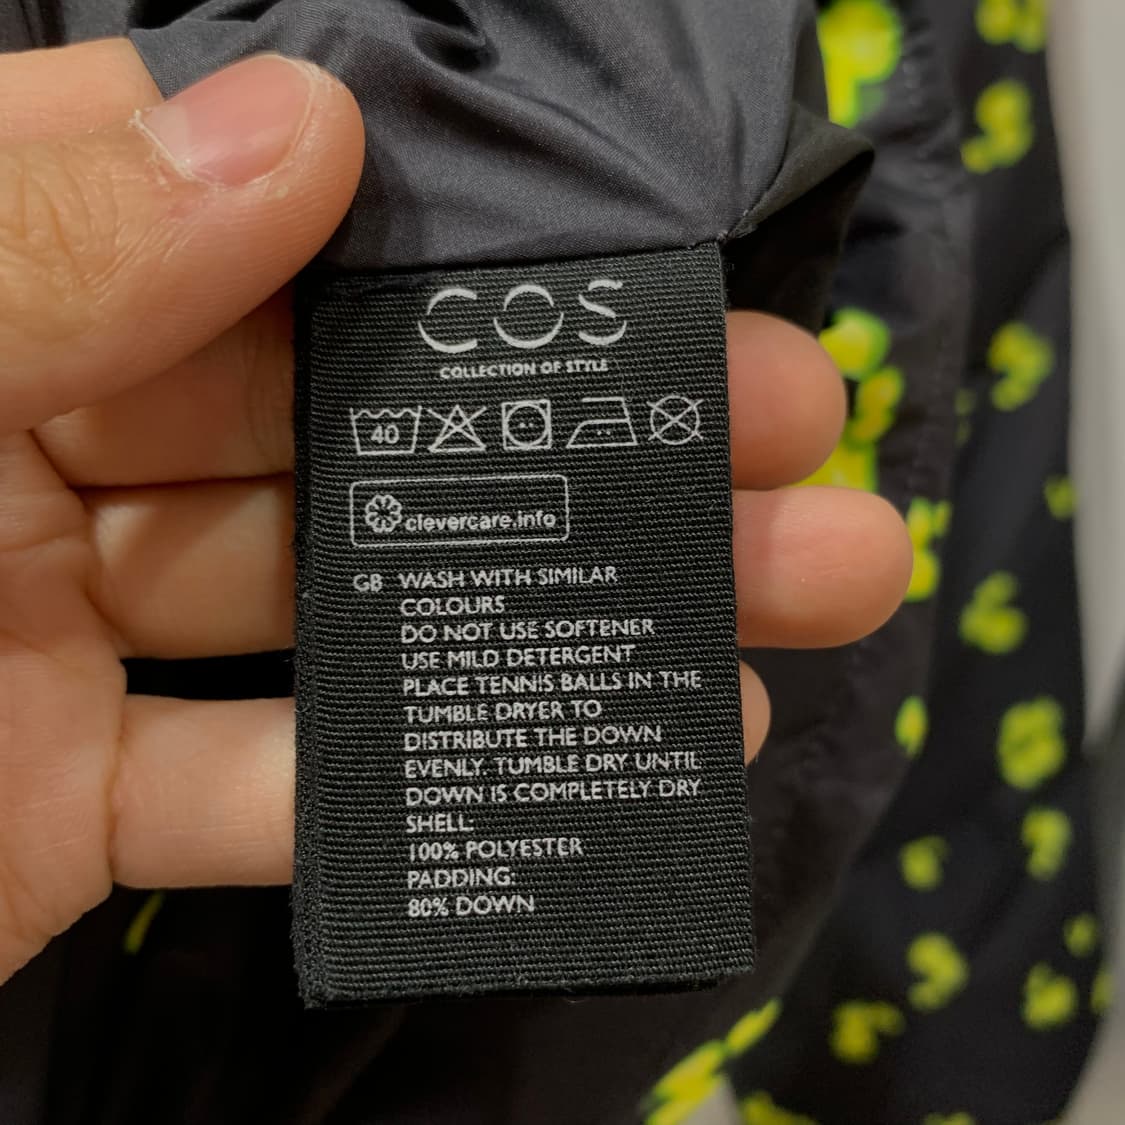 COS
COLLECTION OF STYLE
40
clevercare.info
GB WASH WITH SIMILAR
COLOURS
DO NOT USE SOFTENER
USE MILD DETERGENT
PLACE TENNIS BALLS IN THE
TUMBLE DRYER TO
DISTRIBUTE THE DOWN
EVENLY. TUMBLE DRY UNTIL
DOWN IS COMPLETELY DRY
SHELL:
100% POLYESTER
PADDING:
80% DOWN